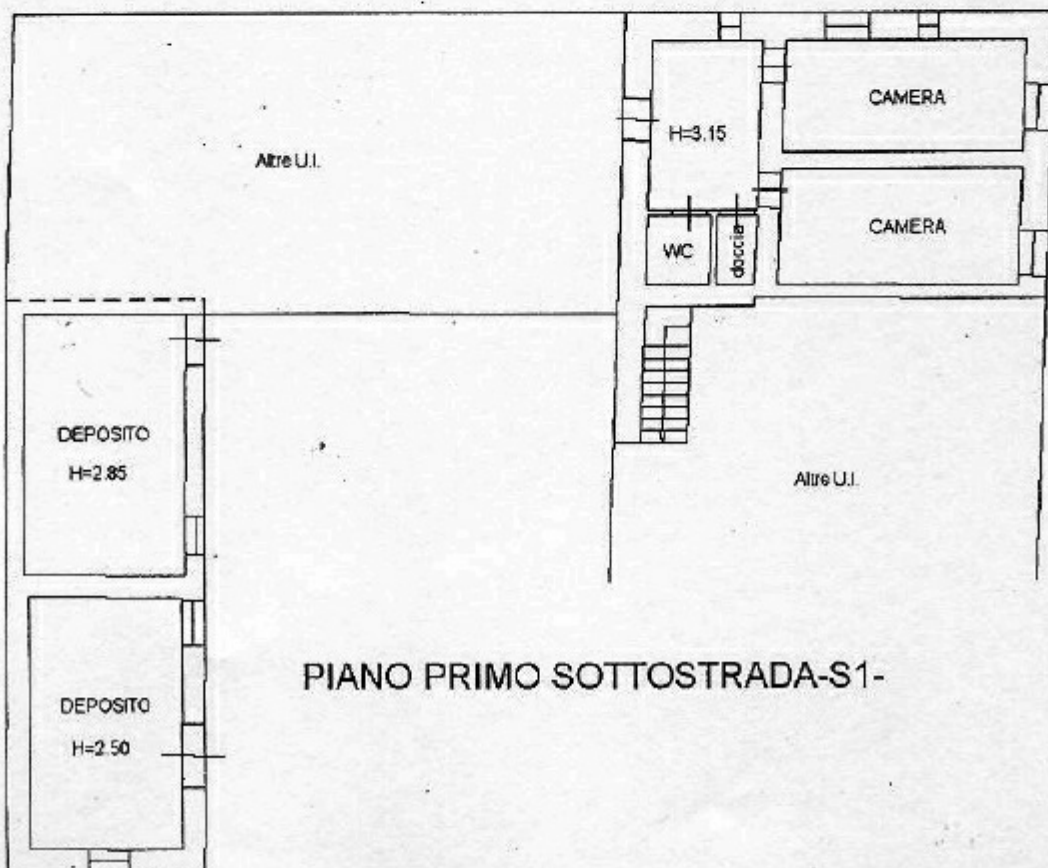 CAMERA
H=3.15
Altre U.I.
CAMERA
WC
doccia
DEPOSITO
H=2.85
Altre U.I.
PIANO PRIMO SOTTOSTRADA-S1-
DEPOSITO
H=2.50